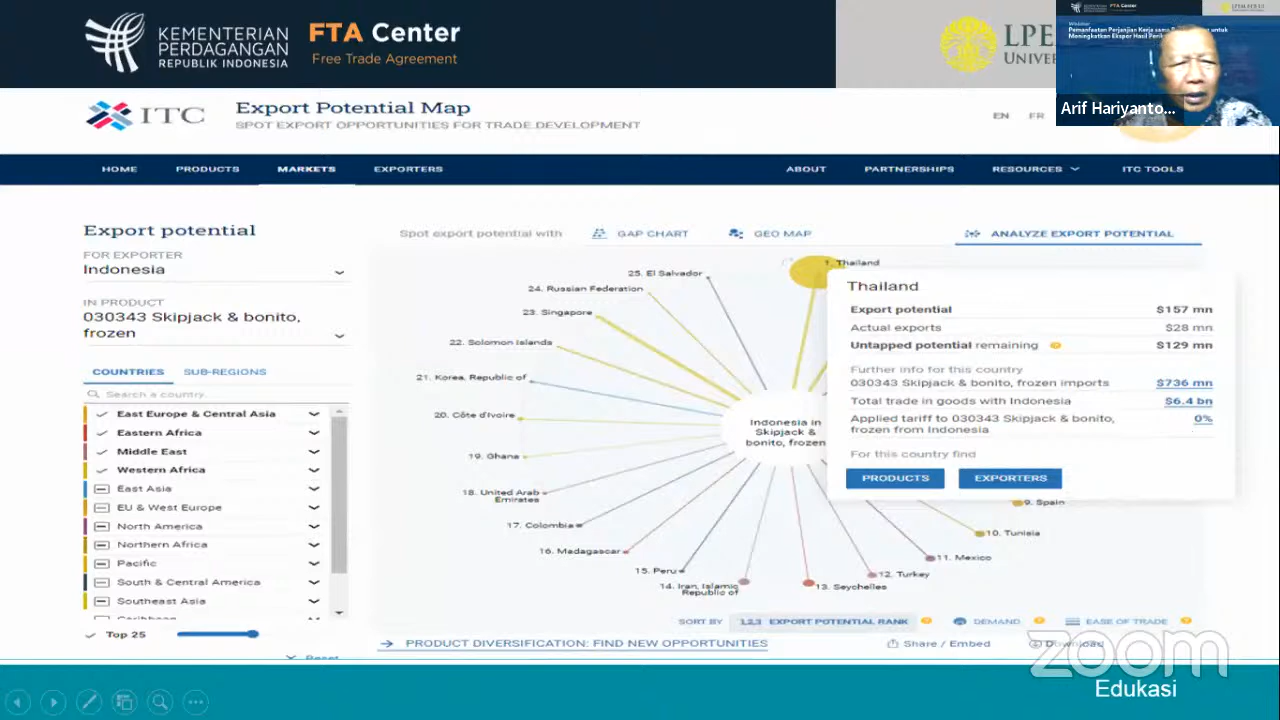 KEMENTERIAN
PERDAGANGAN
REPUBLIK INDONESIA
FTA Center
Free Trade Agreement
LPE
UNIVER
FTA Center
Webinar
Arif Hariyanto...
ITC
Export Potential Map
SPOT EXPORT OPPORTUNITIES FOR TRADE DEVELOPMENT
EN FR
HOME PRODUCTS MARKETS EXPORTERS ABOUT PARTNERSHIPS RESOURCES ITC TOOLS
Export potential
FOR EXPORTER
Indonesia
IN PRODUCT
030343 Skipjack & bonito,
frozen
COUNTRIES SUB-REGIONS
Search a country...
East Europe & Central Asia
Eastern Africa
Middle East
Western Africa
East Asia
EU & West Europe
North America
Northern Africa
Pacific
South & Central America
Southeast Asia
Caribbean
Top 25
Reset
Spot export potential with GAP CHART GEO MAP ANALYZE EXPORT POTENTIAL
1. Thailand
25. El Salvador
24. Russian Federation
23. Singapore
22. Solomon Islands
21. Korea, Republic of
20. Côte d'Ivoire
19. Ghana
18. United Arab
Emirates
17. Colombia
16. Madagascar
15. Peru
14. Iran, Islamic
Republic of
13. Seychelles
12. Turkey
11. Mexico
10. Tunisia
9. Spain
Indonesia in
Skipjack &
bonito, frozen
Thailand
Export potential $157 mn
Actual exports $28 mn
Untapped potential remaining $129 mn
Further info for this country
030343 Skipjack & bonito, frozen imports $736 mn
Total trade in goods with Indonesia $6.4 bn
Applied tariff to 030343 Skipjack & bonito, 0%
frozen from Indonesia
For this country find
PRODUCTS EXPORTERS
SORT BY 1,2,3 EXPORT POTENTIAL RANK DEMAND EASE OF TRADE
PRODUCT DIVERSIFICATION: FIND NEW OPPORTUNITIES Share / Embed Download
zoom
Edukasi